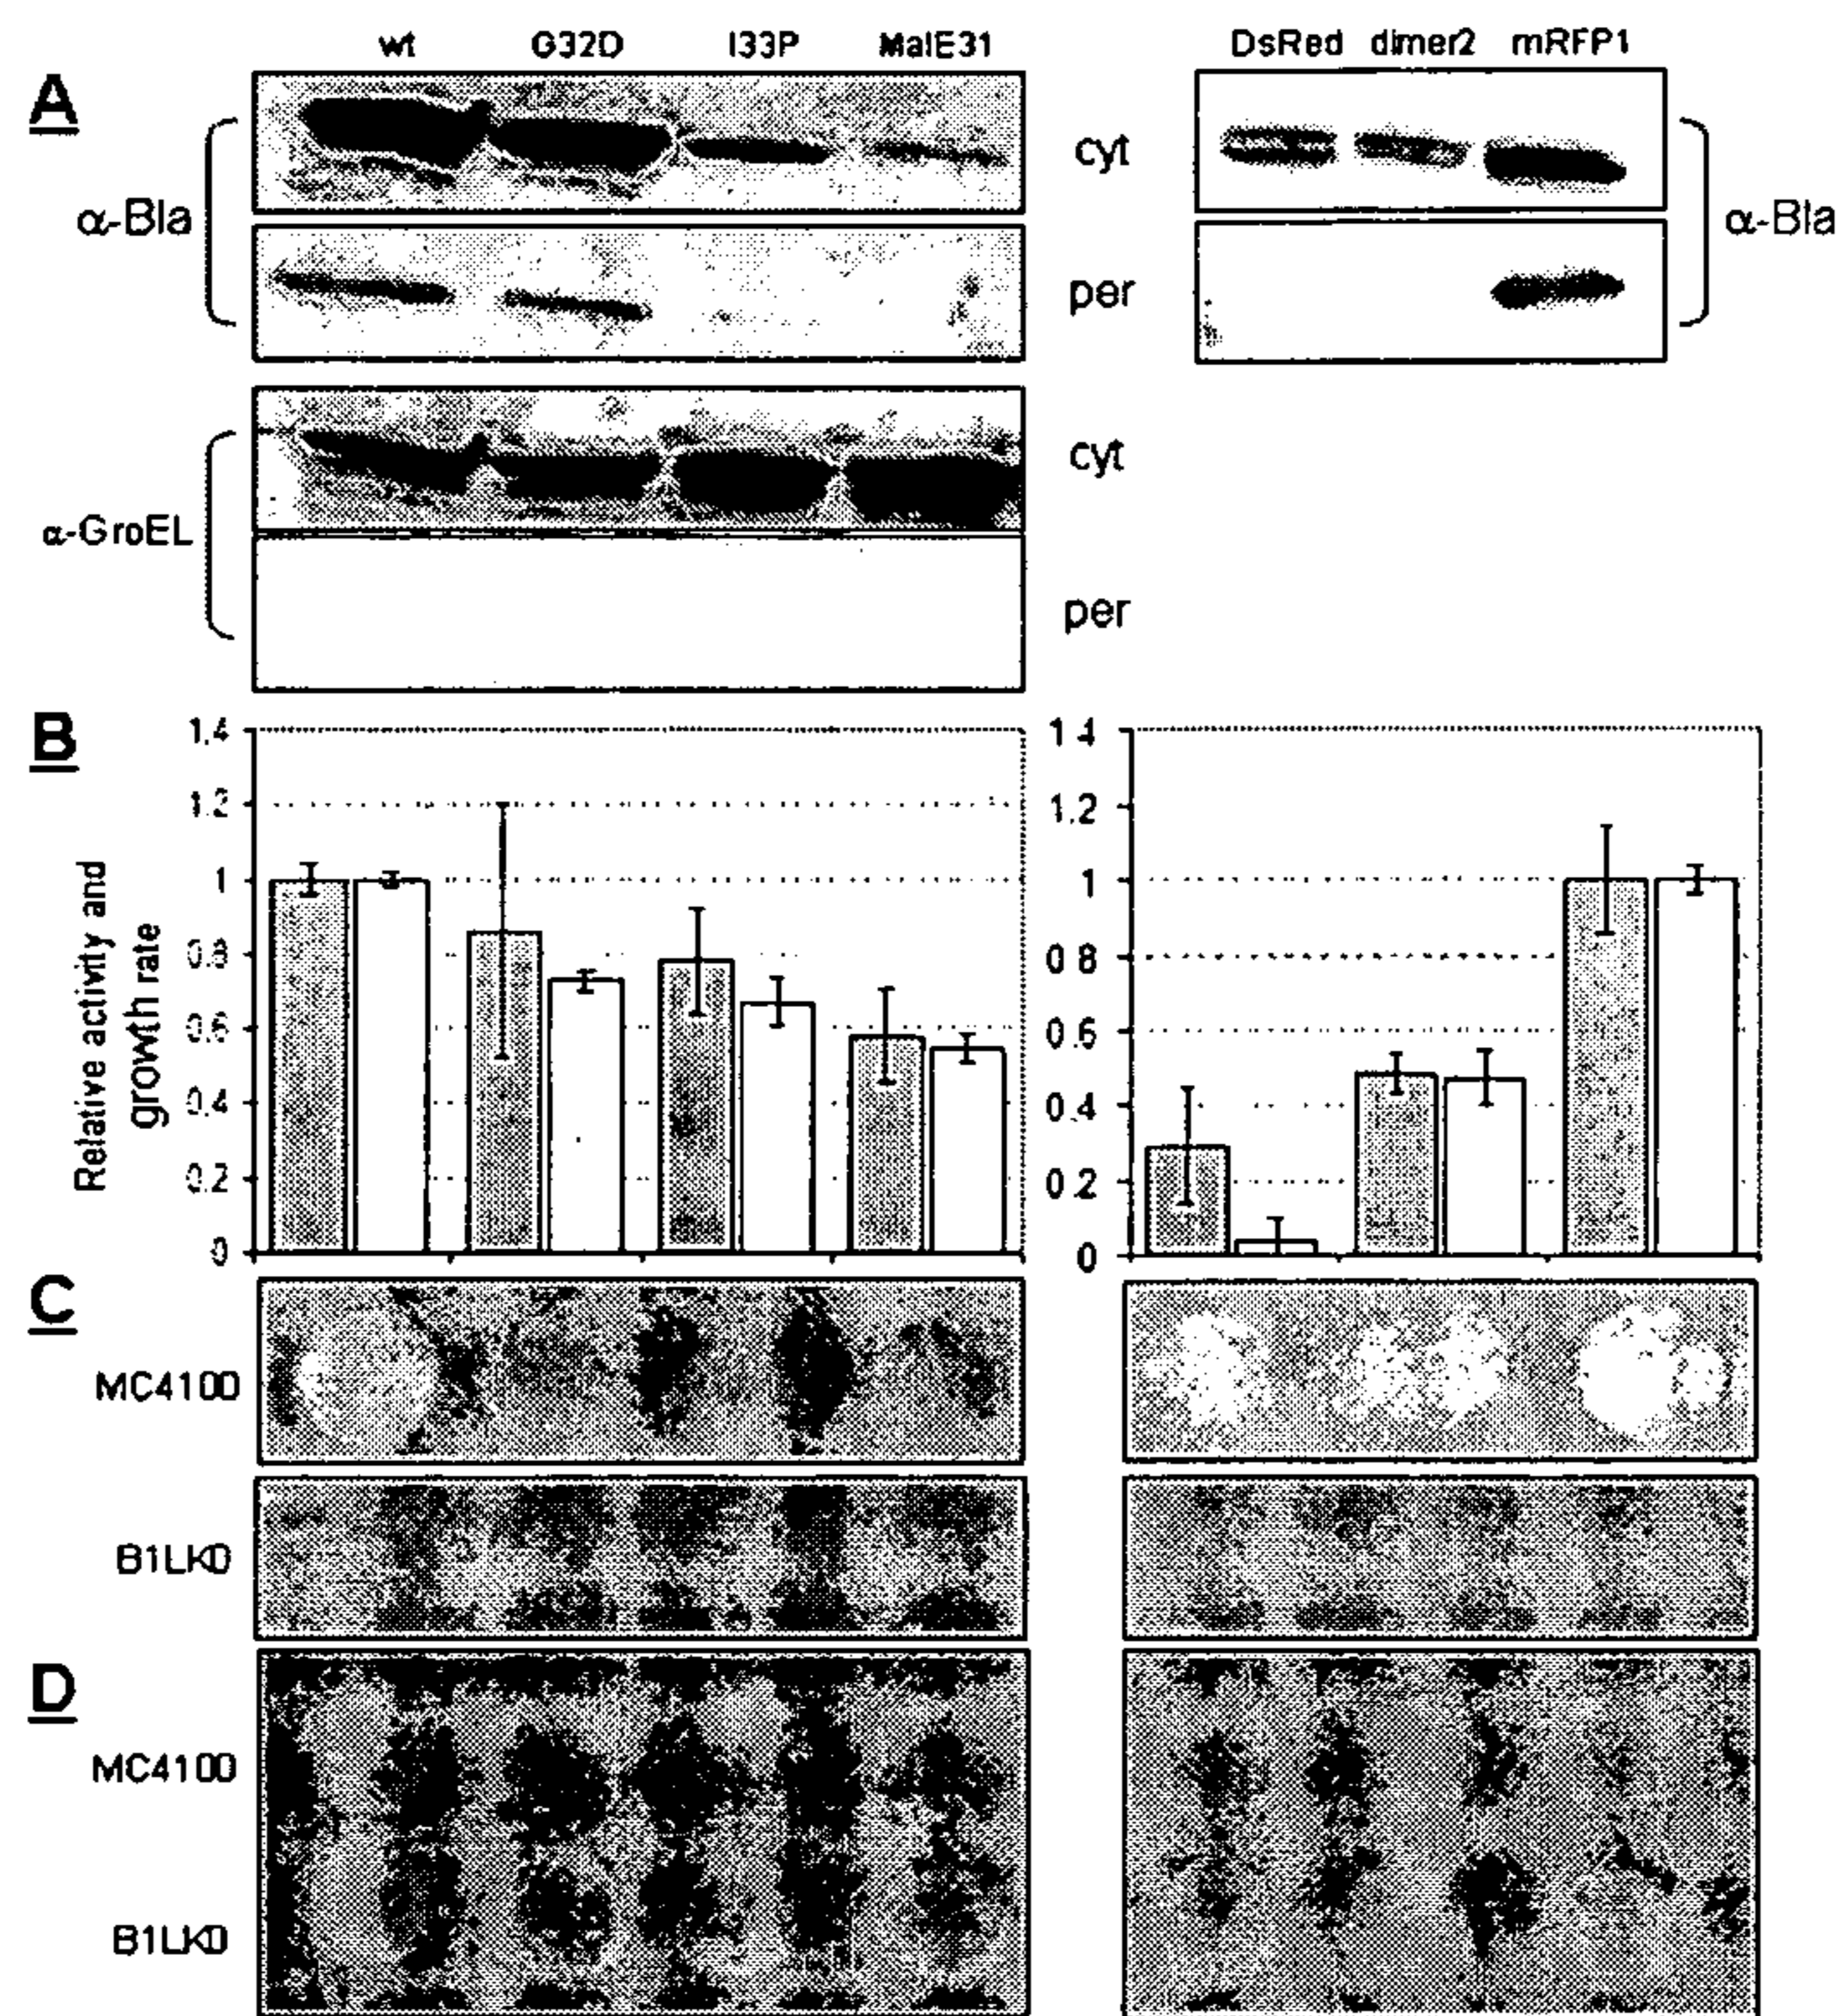 wt G32D I33P MalE31 DsRed dimer2 mRFP1
A
α-Bla cyt α-Bla
per
α-GroEL cyt
per
B
Relative activity and
growth rate
1.4 1.4
1.2 1.2
1 1
0.8 0.8
0.6 0.6
0.4 0.4
0.2 0.2
0 0
C
MC4100
B1LK0
D
MC4100
B1LK0